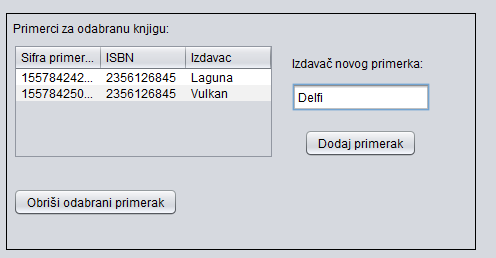 Primerci za odabranu knjigu:
Sifra primer... ISBN Izdavac
155784242... 2356126845 Laguna
155784250... 2356126845 Vulkan
Izdavač novog primerka:
Delfi
Dodaj primerak
Obriši odabrani primerak